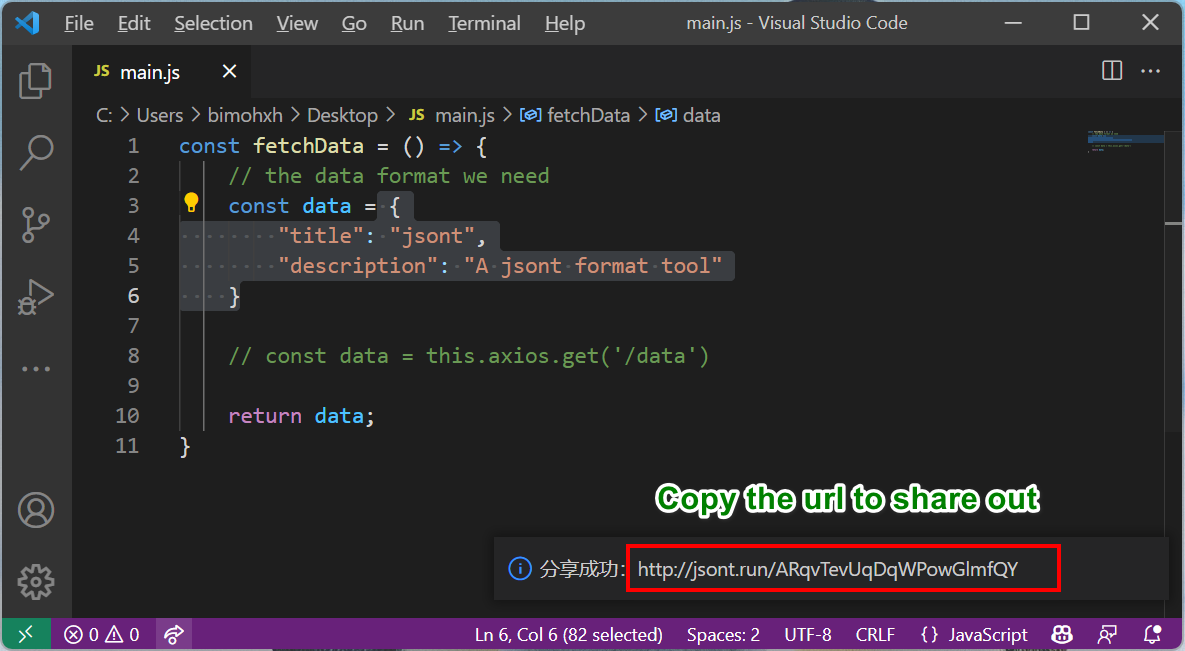 File Edit Selection View Go Run Terminal Help main.js - Visual Studio Code
JS main.js
C: > Users > bimohxh > Desktop > JS main.js > fetchData > data
1 const fetchData = () => {
2 // the data format we need
3 const data = {
4 "title": "jsont",
5 "description": "A jsont format tool"
6 }
7
8 // const data = this.axios.get('/data')
9
10 return data;
11 }
Copy the url to share out
分享成功: http://jsont.run/ARqvTevUqDqWPowGlmfQY
0 0 Ln 6, Col 6 (82 selected) Spaces: 2 UTF-8 CRLF {} JavaScript